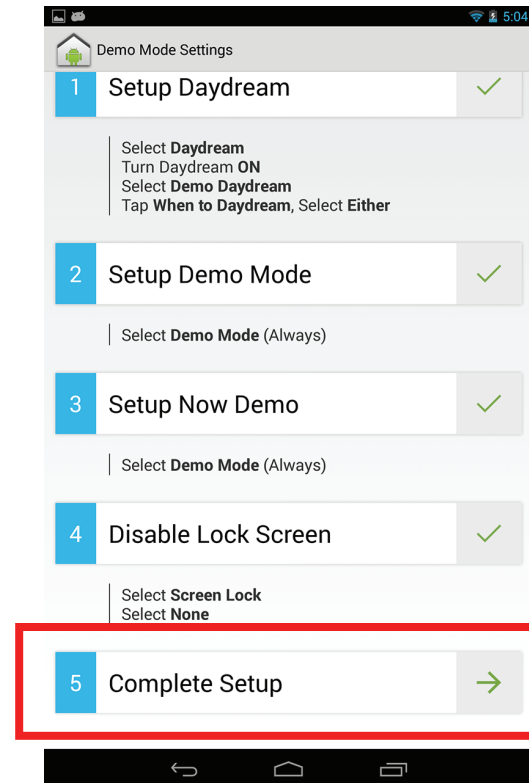 5:04
Demo Mode Settings
1 Setup Daydream
Select Daydream
Turn Daydream ON
Select Demo Daydream
Tap When to Daydream, Select Either
2 Setup Demo Mode
Select Demo Mode (Always)
3 Setup Now Demo
Select Demo Mode (Always)
4 Disable Lock Screen
Select Screen Lock
Select None
5 Complete Setup